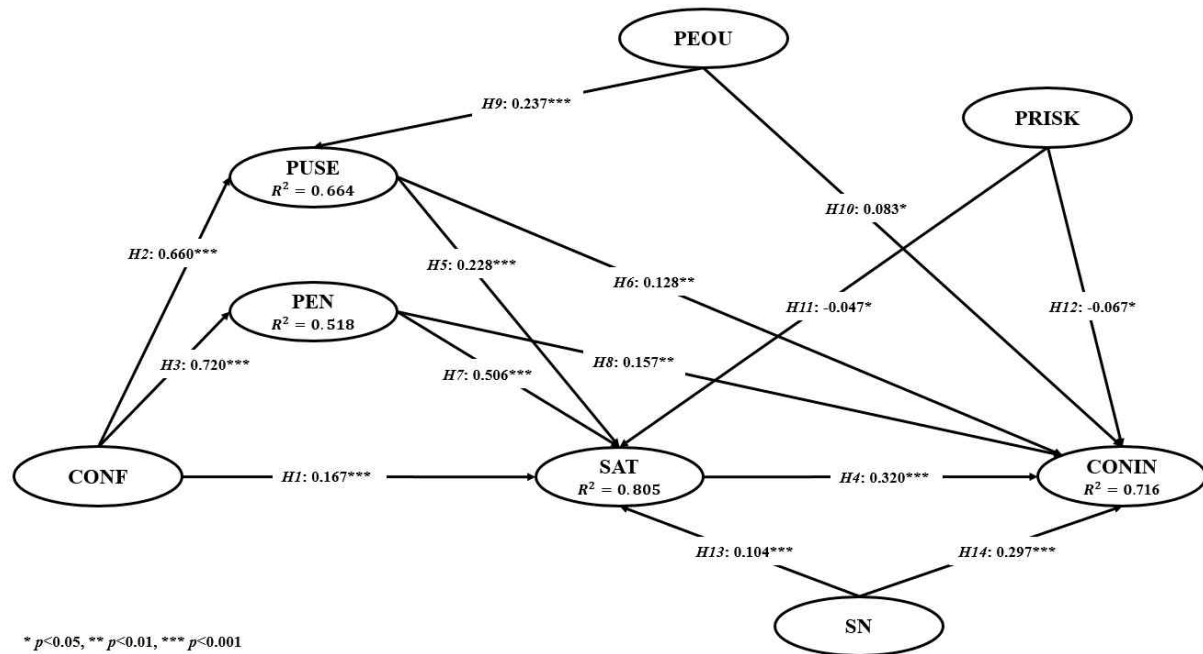 PEOU
H9: 0.237***
PRISK
PUSE
R² = 0.664
H10: 0.083*
H2: 0.660***
H5: 0.228***
H6: 0.128**
H11: -0.047*
H12: -0.067*
PEN
R² = 0.518
H3: 0.720***
H7: 0.506***
H8: 0.157**
CONF
H1: 0.167***
SAT
R² = 0.805
H4: 0.320***
CONIN
R² = 0.716
H13: 0.104***
H14: 0.297***
SN
* p<0.05, ** p<0.01, *** p<0.001